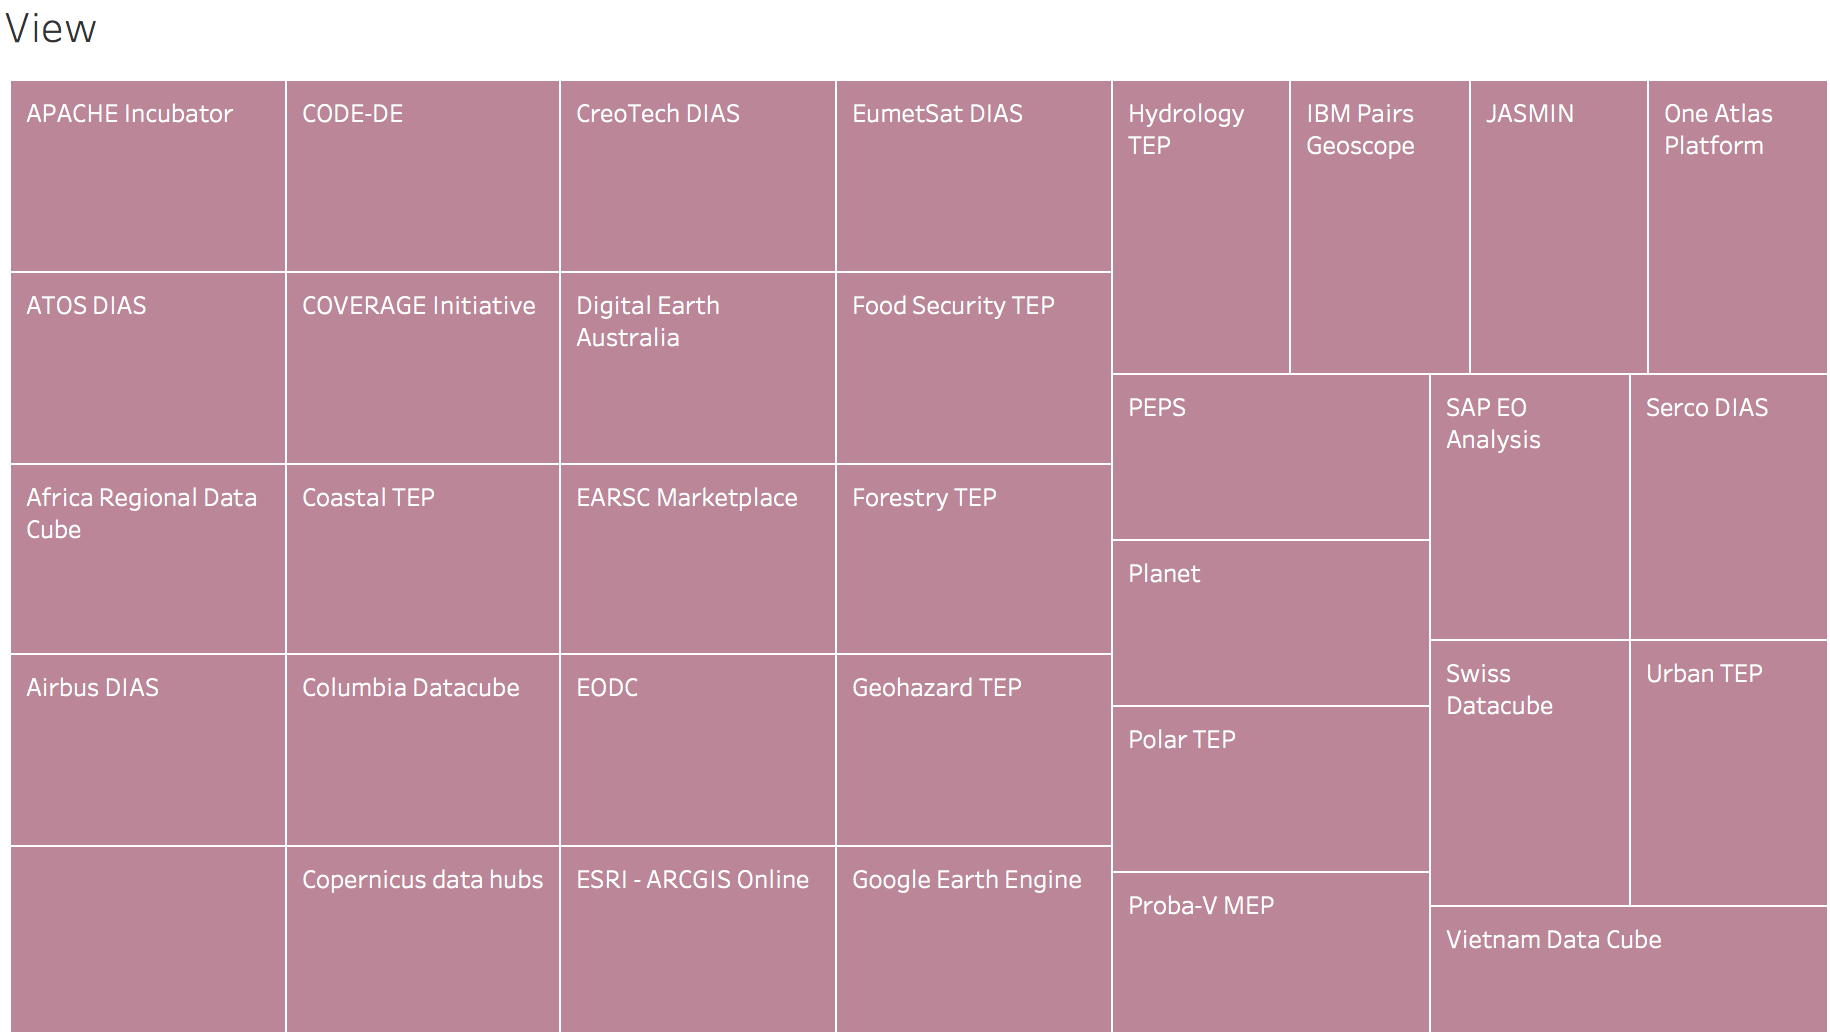 View
APACHE Incubator
ATOS DIAS
Africa Regional Data
Cube
Airbus DIAS
CODE-DE
COVERAGE Initiative
Coastal TEP
Columbia Datacube
Copernicus data hubs
CreoTech DIAS
Digital Earth
Australia
EARSC Marketplace
EODC
ESRI - ARCGIS Online
EumetSat DIAS
Food Security TEP
Forestry TEP
Geohazard TEP
Google Earth Engine
Hydrology
TEP
IBM Pairs
Geoscope
JASMIN
One Atlas
Platform
PEPS
Planet
Polar TEP
Proba-V MEP
SAP EO
Analysis
Serco DIAS
Swiss
Datacube
Urban TEP
Vietnam Data Cube